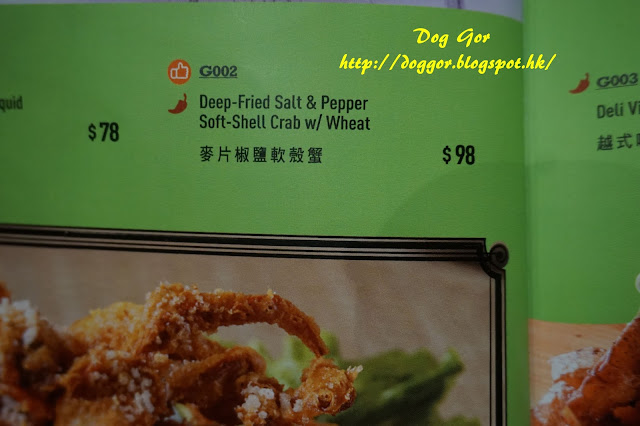 Dog Gor
http://doggor.blogspot.hk/
quid
$78
G002
Deep-Fried Salt & Pepper
Soft-Shell Crab w/ Wheat
麥片椒鹽軟殼蟹
$98
G003
Deli Vi
越式